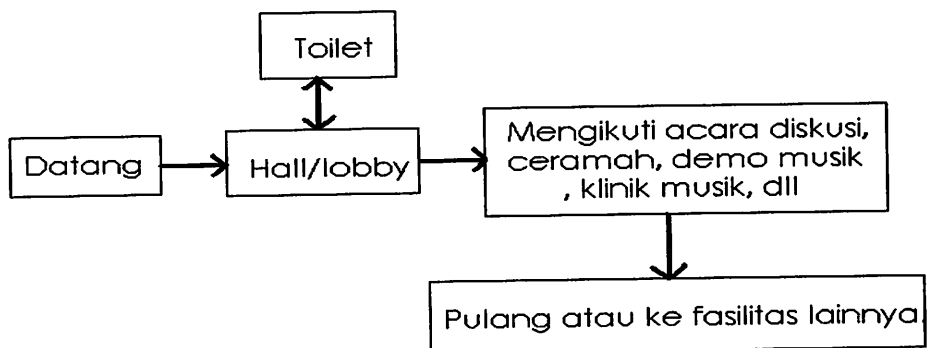 Toilet
Datang
Hall/lobby
Mengikuti acara diskusi,
ceramah, demo musik
, klinik musik, dll
Pulang atau ke fasilitas lainnya